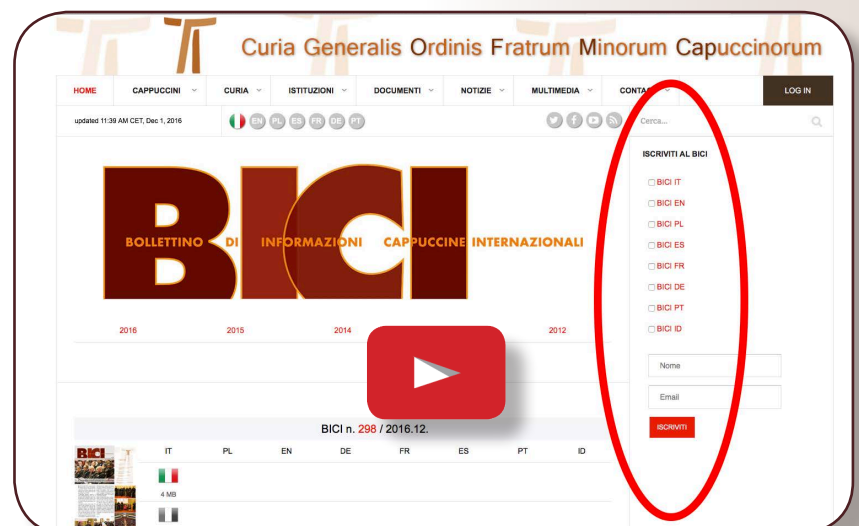 Curia Generalis Ordinis Fratrum Minorum Capuccinorum
HOME CAPPUCCINI CURIA ISTITUZIONI DOCUMENTI NOTIZIE MULTIMEDIA LOG IN
updated 11:39 AM CET, Dec 1, 2016 EN PL ES FR DE PT Cerca...
BICI
BOLLETTINO DI INFORMAZIONI CAPPUCCINE INTERNAZIONALI
2016 2015 2014 2012
ISCRIVITI AL BICI
BICI IT
BICI EN
BICI PL
BICI ES
BICI FR
BICI DE
BICI PT
BICI ID
Nome
Email
ISCRIVITI
BICI n. 298 / 2016.12.
BICI IT PL EN DE FR ES PT ID
4 MB